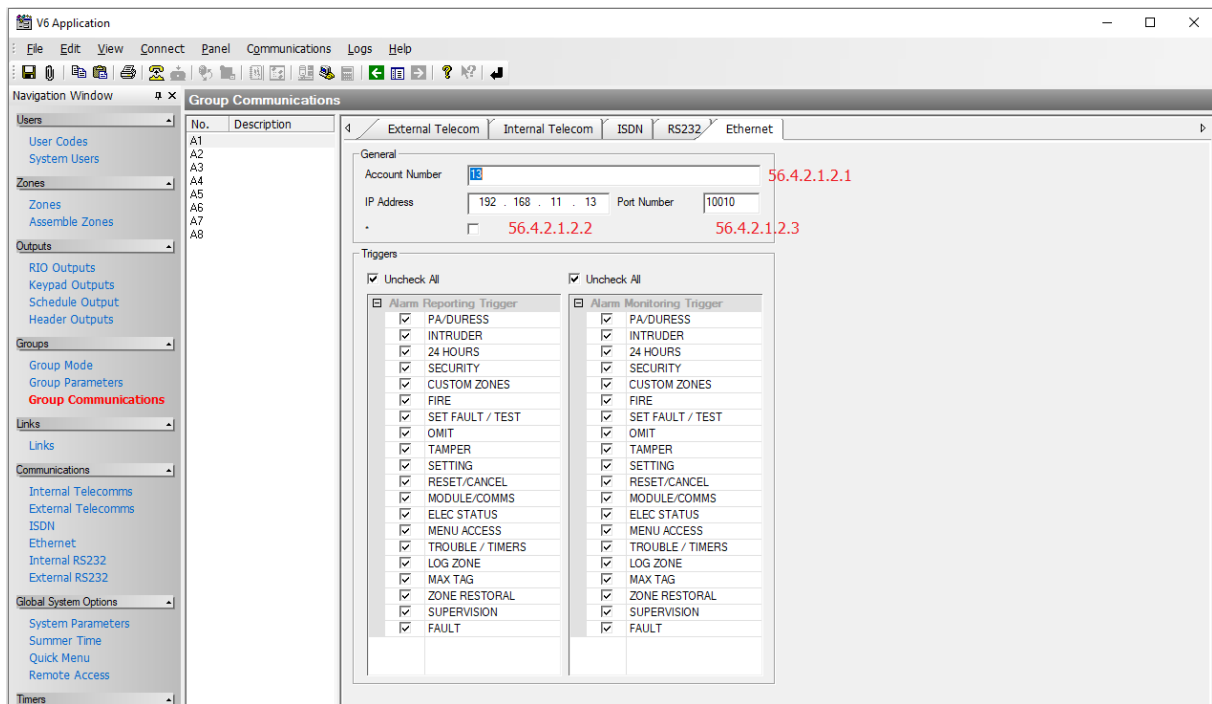 V6 Application
File Edit View Connect Panel Communications Logs Help
Navigation Window
Users
User Codes
System Users
Zones
Zones
Assemble Zones
Outputs
RIO Outputs
Keypad Outputs
Schedule Output
Header Outputs
Groups
Group Mode
Group Parameters
Group Communications
Links
Links
Communications
Internal Telecomms
External Telecomms
ISDN
Ethernet
Internal RS232
External RS232
Global System Options
System Parameters
Summer Time
Quick Menu
Remote Access
Timers
Group Communications
No. Description
A1
A2
A3
A4
A5
A6
A7
A8
External Telecom Internal Telecom ISDN RS232 Ethernet
General
Account Number 13 56.4.2.1.2.1
IP Address 192 . 168 . 11 . 13 Port Number 10010
56.4.2.1.2.2 56.4.2.1.2.3
Triggers
Uncheck All
Alarm Reporting Trigger
PA/DURESS
INTRUDER
24 HOURS
SECURITY
CUSTOM ZONES
FIRE
SET FAULT / TEST
OMIT
TAMPER
SETTING
RESET/CANCEL
MODULE/COMMS
ELEC STATUS
MENU ACCESS
TROUBLE / TIMERS
LOG ZONE
MAX TAG
ZONE RESTORAL
SUPERVISION
FAULT
Uncheck All
Alarm Monitoring Trigger
PA/DURESS
INTRUDER
24 HOURS
SECURITY
CUSTOM ZONES
FIRE
SET FAULT / TEST
OMIT
TAMPER
SETTING
RESET/CANCEL
MODULE/COMMS
ELEC STATUS
MENU ACCESS
TROUBLE / TIMERS
LOG ZONE
MAX TAG
ZONE RESTORAL
SUPERVISION
FAULT